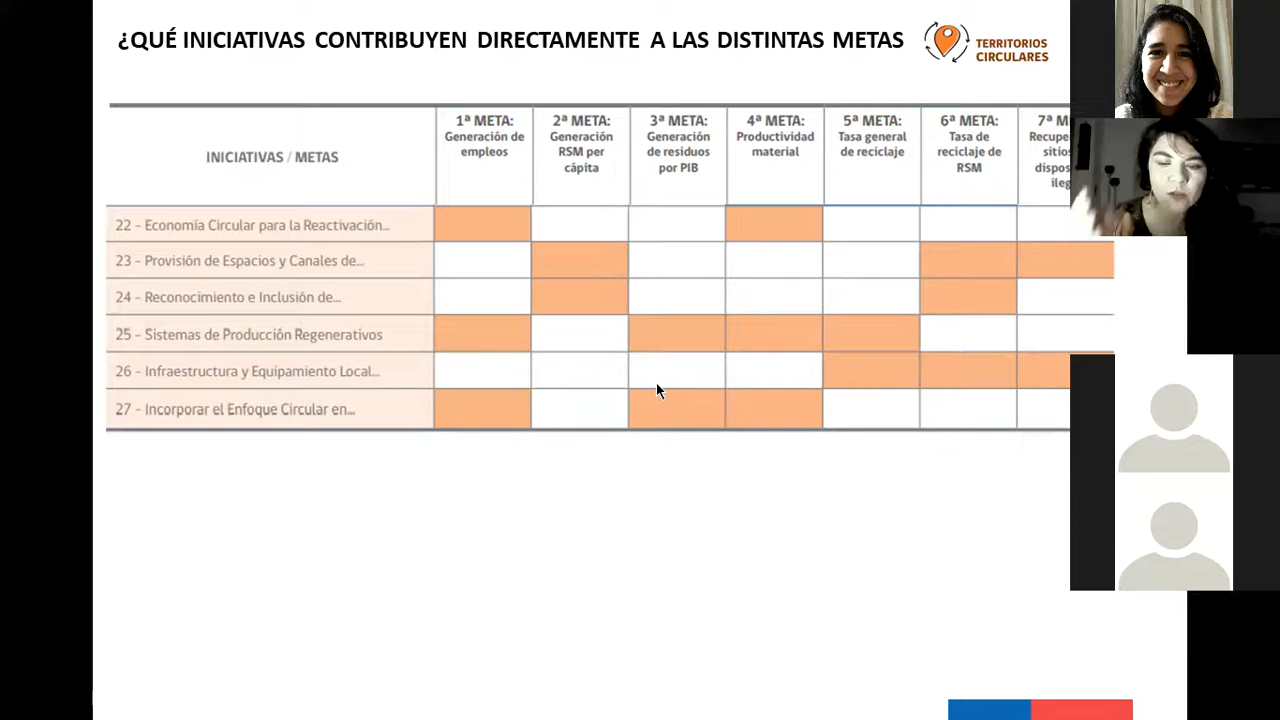 ¿QUÉ INICIATIVAS CONTRIBUYEN DIRECTAMENTE A LAS DISTINTAS METAS
TERRITORIOS
CIRCULARES
INICIATIVAS / METAS
1ª META:
Generación de
empleos
2ª META:
Generación
RSM per
cápita
3ª META:
Generación
de residuos
por PIB
4ª META:
Productividad
material
5ª META:
Tasa general
de reciclaje
6ª META:
Tasa de
reciclaje de
RSM
7ª M
22 – Economía Circular para la Reactivación...
23 – Provisión de Espacios y Canales de...
24 – Reconocimiento e Inclusión de...
25 – Sistemas de Producción Regenerativos
26 – Infraestructura y Equipamiento Local...
27 – Incorporar el Enfoque Circular en...